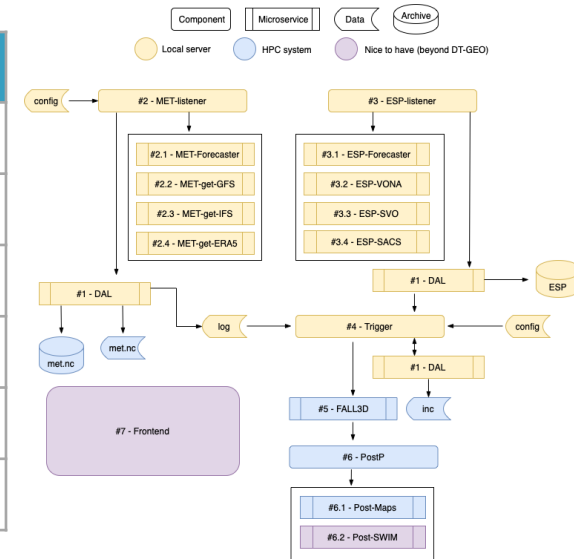 Component
Microservice
Data
Archive
Local server
HPC system
Nice to have (beyond DT-GEO)
config
#2 - MET-listener
#3 - ESP-listener
#2.1 - MET-Forecaster
#2.2 - MET-get-GFS
#2.3 - MET-get-IFS
#2.4 - MET-get-ERA5
#3.1 - ESP-Forecaster
#3.2 - ESP-VONA
#3.3 - ESP-SVO
#3.4 - ESP-SACS
#1 - DAL
#1 - DAL
ESP
log
#4 - Trigger
config
met.nc
met.nc
#1 - DAL
#7 - Frontend
#5 - FALL3D
inc
#6 - PostP
#6.1 - Post-Maps
#6.2 - Post-SWIM